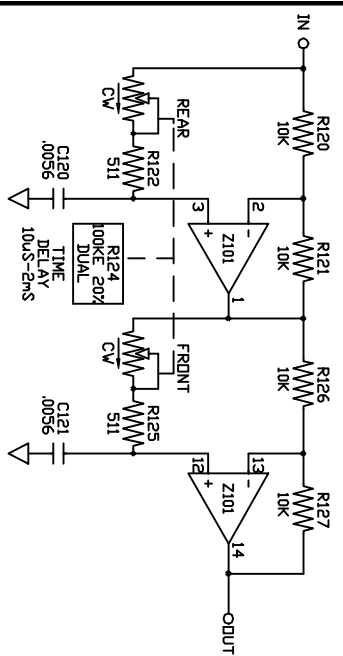 IN
R120
10K
R121
10K
R126
10K
R127
10K
2
-
3
+
Z101
1
13
-
12
+
Z101
14
OUT
REAR
CW
R122
511
C120
.0056
R124
100KE 20%
DUAL
TIME
DELAY
10uS-2mS
FRONT
CW
R125
511
C121
.0056